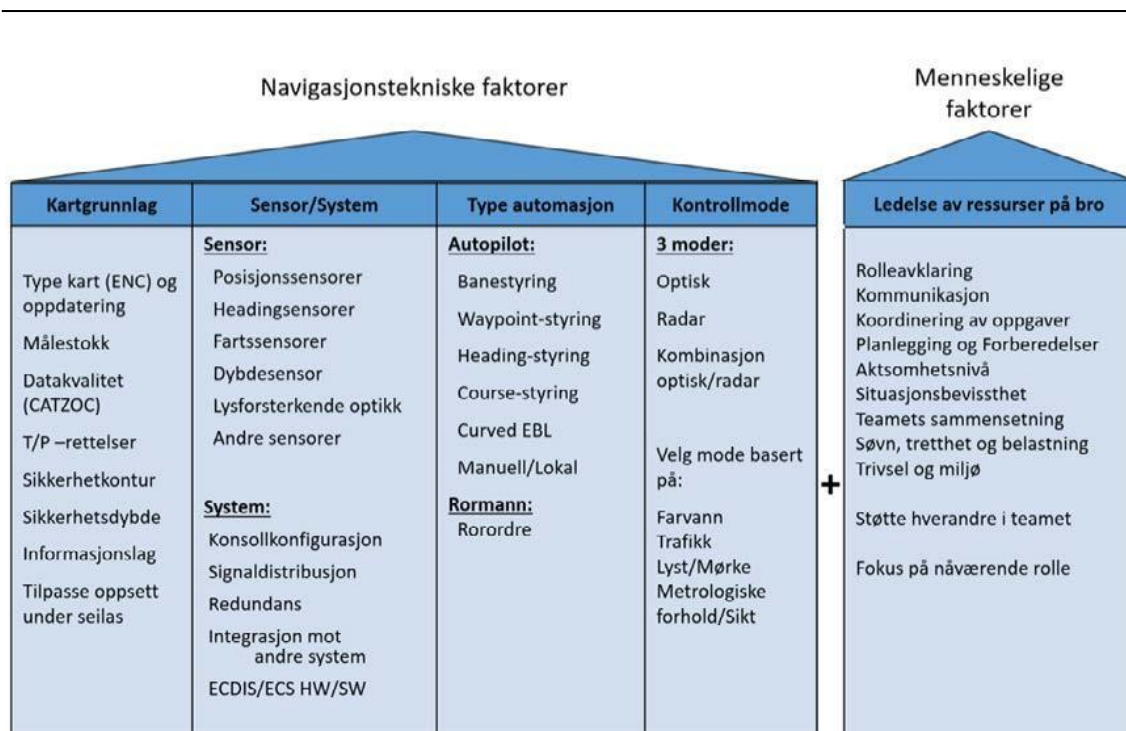 Navigasjonstekniske faktorer
Menneskelige
faktorer
Kartgrunnlag
Type kart (ENC) og
oppdatering
Målestokk
Datakvalitet
(CATZOC)
T/P –rettelser
Sikkerhetkontur
Sikkerhetsdybde
Informasjonslag
Tilpasse oppsett
under seilas
Sensor/System
Sensor:
Posisjonssensorer
Headingsensorer
Fartssensorer
Dybdesensor
Lysforsterkende optikk
Andre sensorer
System:
Konsollkonfigurasjon
Signaldistribusjon
Redundans
Integrasjon mot
andre system
ECDIS/ECS HW/SW
Type automasjon
Autopilot:
Banestyring
Waypoint-styring
Heading-styring
Course-styring
Curved EBL
Manuell/Lokal
Rormann:
Rorordre
Kontrollmode
3 moder:
Optisk
Radar
Kombinasjon
optisk/radar
Velg mode basert
på:
Farvann
Trafikk
Lyst/Mørke
Metrologiske
forhold/Sikt
+
Ledelse av ressurser på bro
Rolleavklaring
Kommunikasjon
Koordinering av oppgaver
Planlegging og Forberedelser
Aktsomhetsnivå
Situasjonsbevissthet
Teamets sammensetning
Søvn, tretthet og belastning
Trivsel og miljø
Støtte hverandre i teamet
Fokus på nåværende rolle